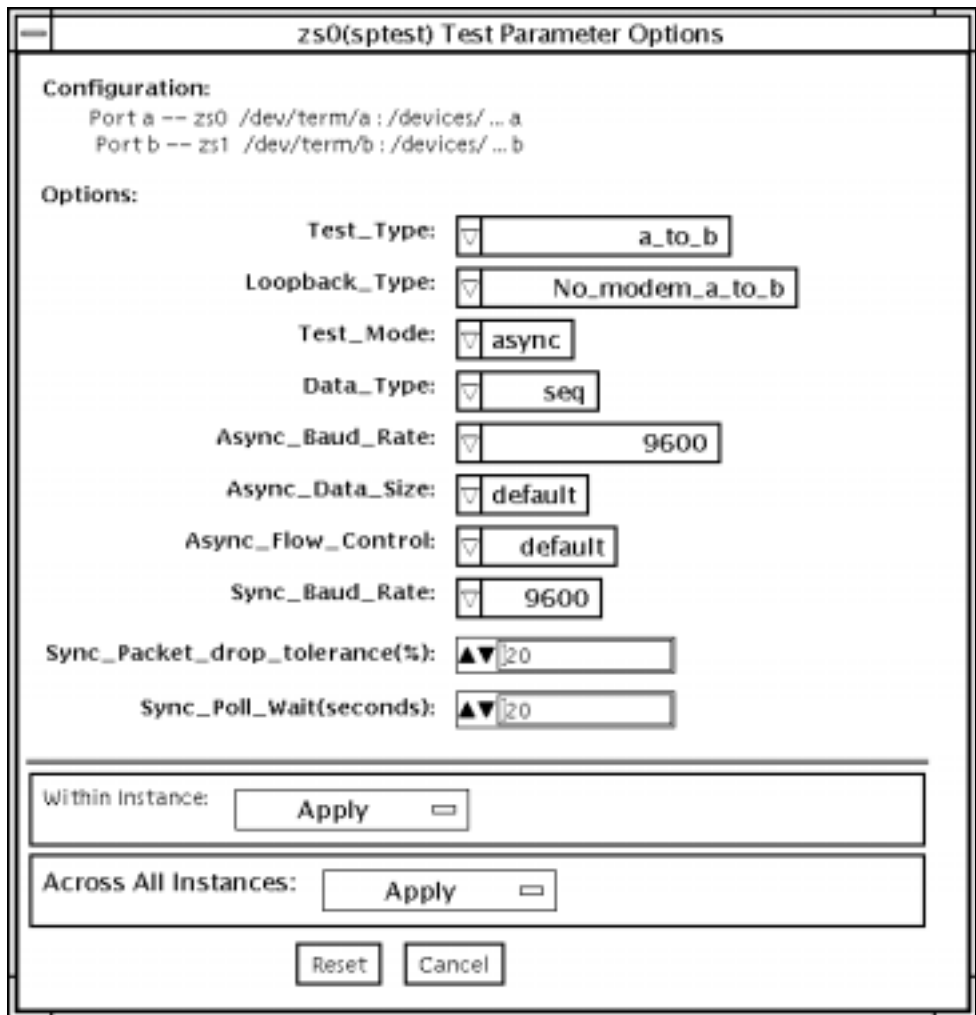 zs0(sptest) Test Parameter Options
Configuration:
Port a -- zs0 /dev/term/a : /devices/ ... a
Port b -- zs1 /dev/term/b : /devices/ ... b
Options:
Test_Type: a_to_b
Loopback_Type: No_modem_a_to_b
Test_Mode: async
Data_Type: seq
Async_Baud_Rate: 9600
Async_Data_Size: default
Async_Flow_Control: default
Sync_Baud_Rate: 9600
Sync_Packet_drop_tolerance(%): 20
Sync_Poll_Wait(seconds): 20
Within Instance: Apply
Across All Instances: Apply
Reset Cancel